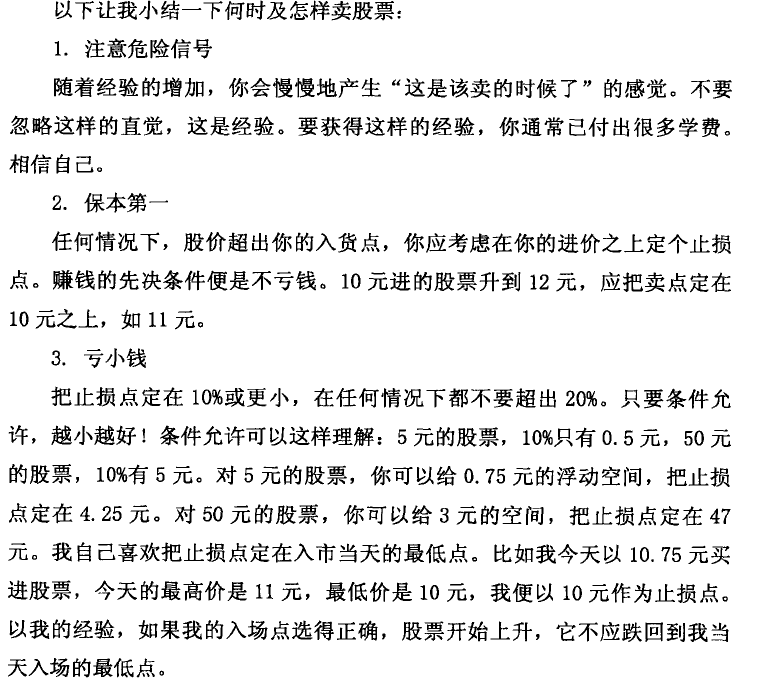 以下让我小结一下何时及怎样卖股票：
1. 注意危险信号
随着经验的增加，你会慢慢地产生“这是该卖的时候了”的感觉。不要
忽略这样的直觉，这是经验。要获得这样的经验，你通常已付出很多学费。
相信自己。
2. 保本第一
任何情况下，股价超出你的入货点，你应考虑在你的进价之上定个止损
点。赚钱的先决条件便是不亏钱。10 元进的股票升到 12 元，应把卖点定在
10 元之上，如 11 元。
3. 亏小钱
把止损点定在 10%或更小，在任何情况下都不要超出 20%。只要条件允
许，越小越好！条件允许可以这样理解：5 元的股票，10%只有 0.5 元，50 元
的股票，10%有 5 元。对 5 元的股票，你可以给 0.75 元的浮动空间，把止损
点定在 4.25 元。对 50 元的股票，你可以给 3 元的空间，把止损点定在 47
元。我自己喜欢把止损点定在入市当天的最低点。比如我今天以 10.75 元买
进股票，今天的最高价是 11 元，最低价是 10 元，我便以 10 元作为止损点。
以我的经验，如果我的入场点选得正确，股票开始上升，它不应跌回到我当
天入场的最低点。